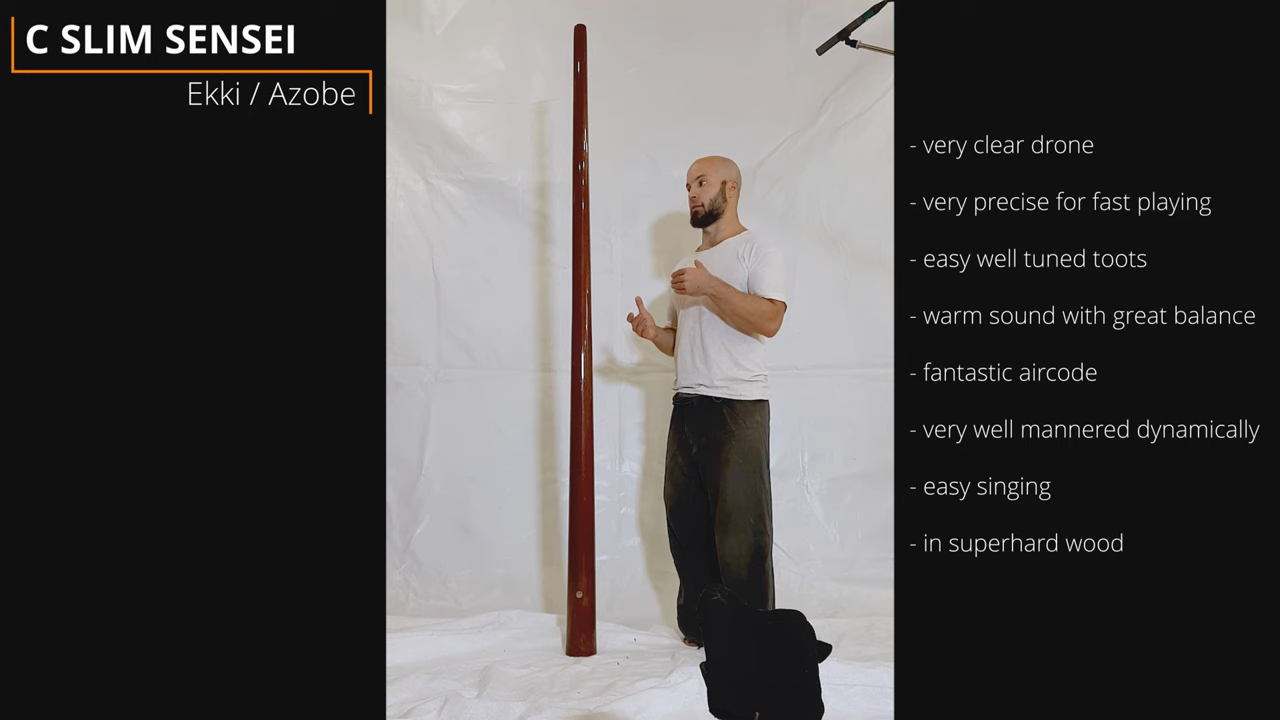 C SLIM SENSEI
Ekki / Azobe
- very clear drone
- very precise for fast playing
- easy well tuned toots
- warm sound with great balance
- fantastic aircode
- very well mannered dynamically
- easy singing
- in superhard wood